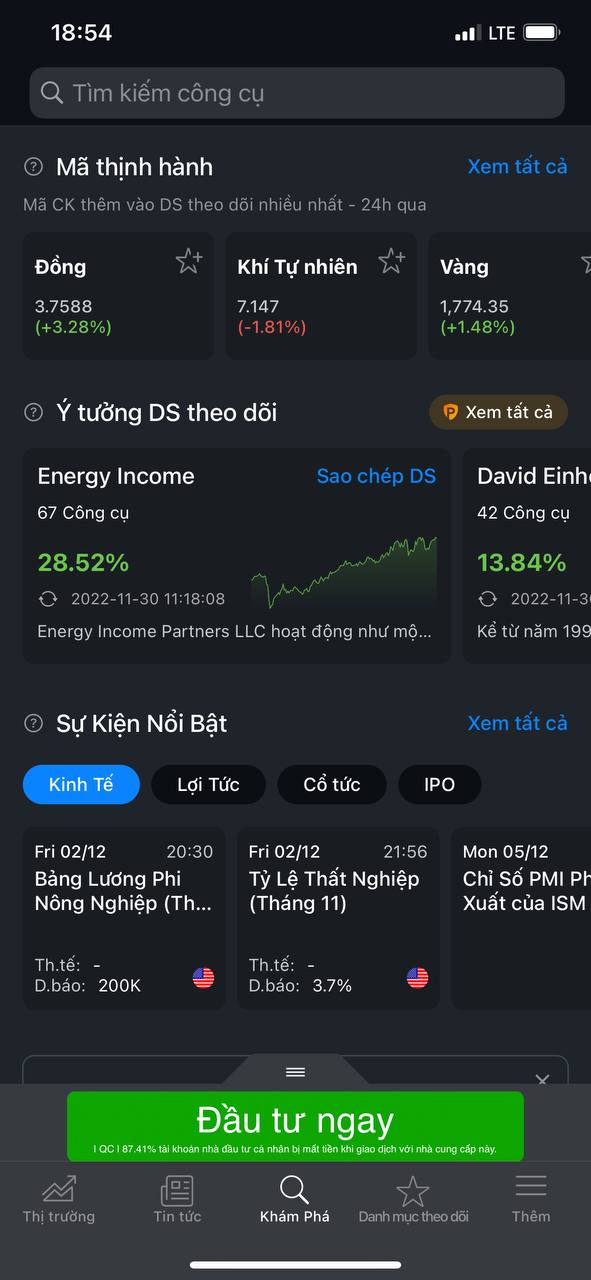 18:54
LTE
Tìm kiếm công cụ
Mã thịnh hành
Xem tất cả
Mã CK thêm vào DS theo dõi nhiều nhất - 24h qua
Đồng
3.7588
(+3.28%)
Khí Tự nhiên
7.147
(-1.81%)
Vàng
1,774.35
(+1.48%)
Ý tưởng DS theo dõi
Xem tất cả
Energy Income
Sao chép DS
67 Công cụ
28.52%
2022-11-30 11:18:08
Energy Income Partners LLC hoạt động như mộ...
David Einh
42 Công cụ
13.84%
2022-11-3
Kể từ năm 199
Sự Kiện Nổi Bật
Xem tất cả
Kinh Tế
Lợi Tức
Cổ tức
IPO
Fri 02/12
20:30
Bảng Lương Phi
Nông Nghiệp (Th...
Th.tế: -
D.báo: 200K
Fri 02/12
21:56
Tỷ Lệ Thất Nghiệp
(Tháng 11)
Th.tế: -
D.báo: 3.7%
Mon 05/12
Chỉ Số PMI Ph
Xuất của ISM
Đầu tư ngay
| QC | 87.41% tài khoản nhà đầu tư cá nhân bị mất tiền khi giao dịch với nhà cung cấp này.
Thị trường
Tin tức
Khám Phá
Danh mục theo dõi
Thêm